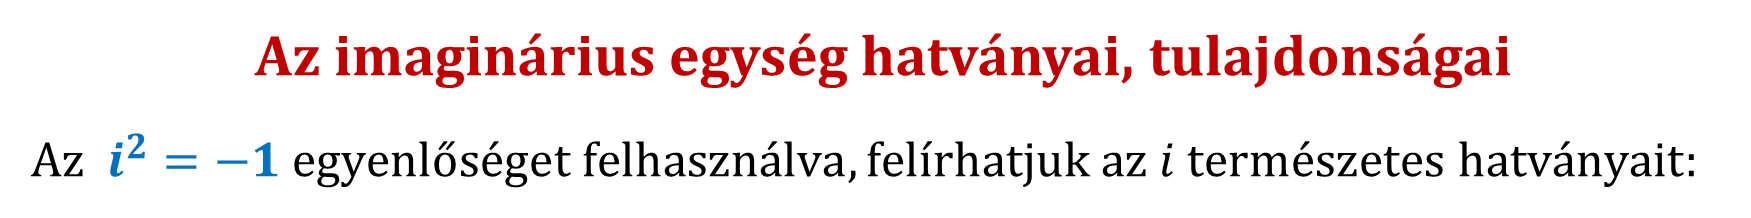 Az imaginárius egység hatványai, tulajdonságai
Az i² = −1 egyenlőséget felhasználva, felírhatjuk az i természetes hatványait: